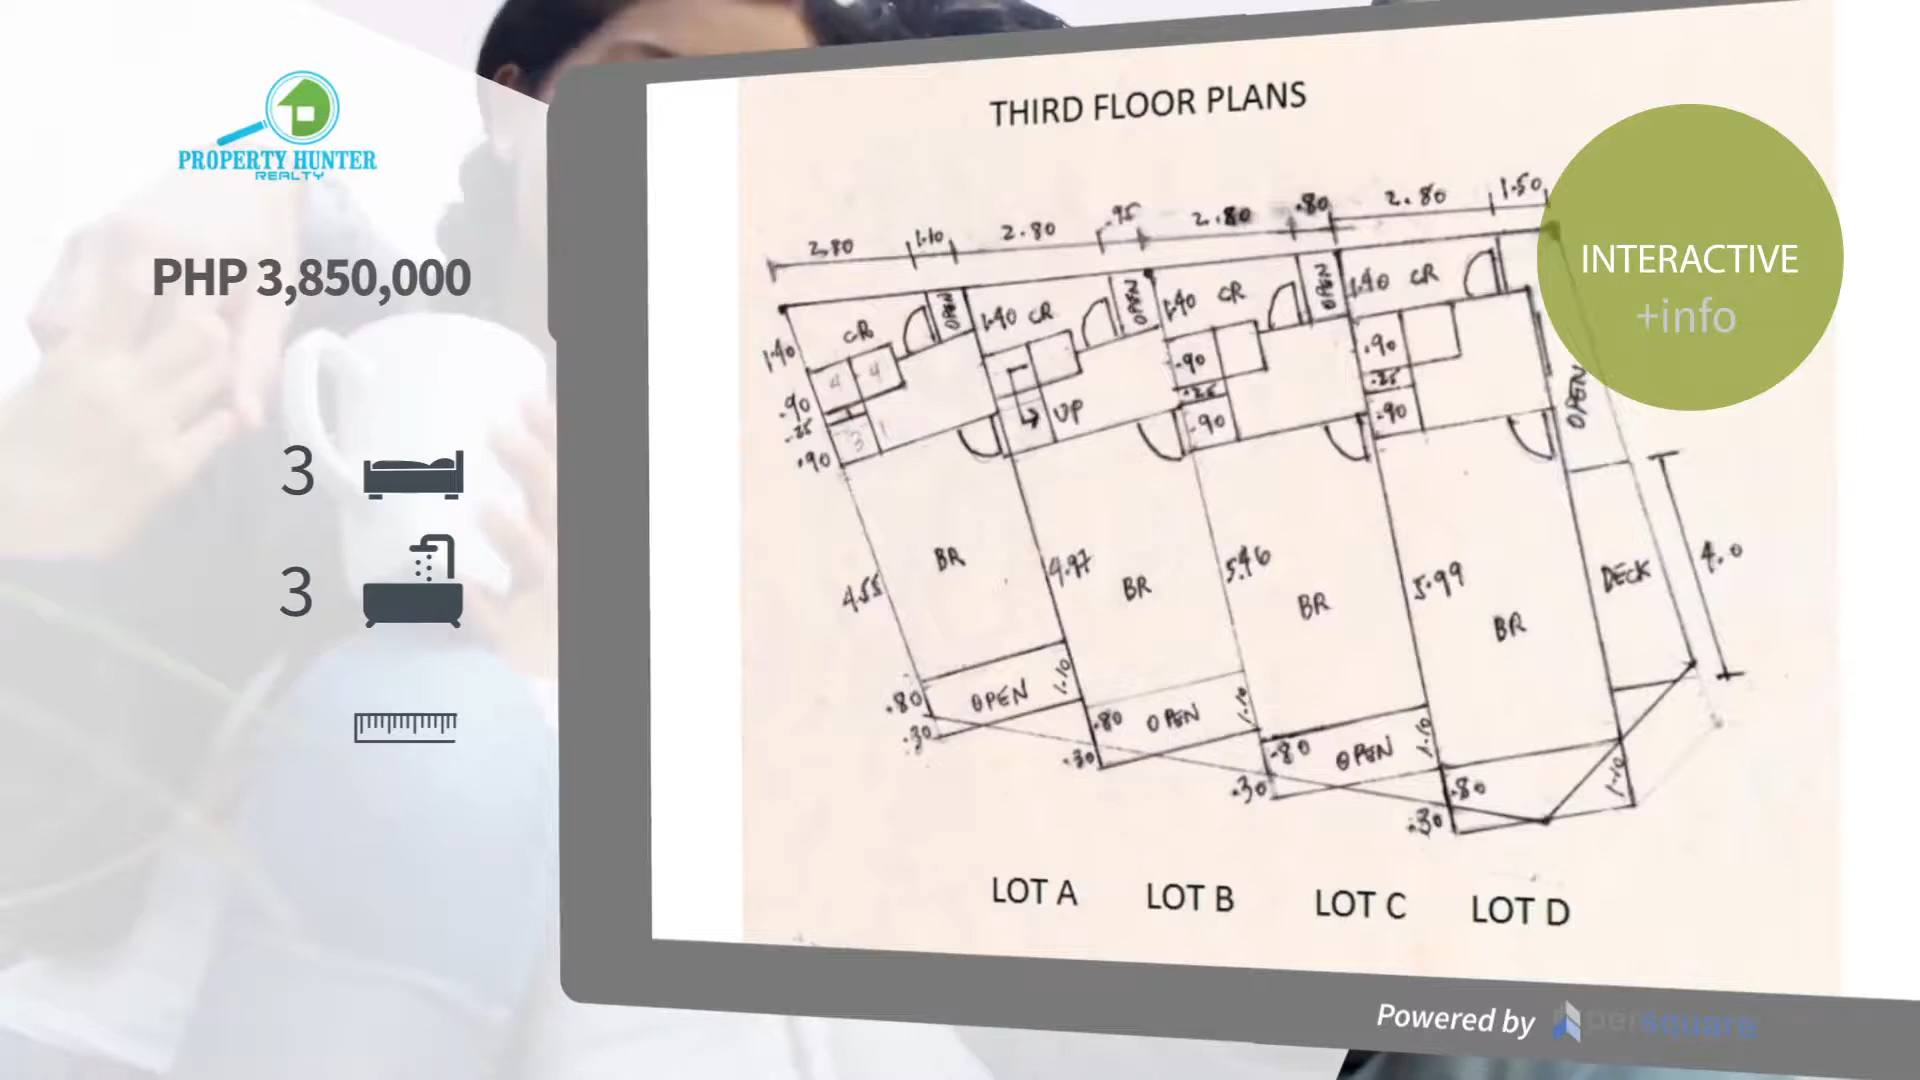 PROPERTY HUNTER
REALTY
PHP 3,850,000
3
3
THIRD FLOOR PLANS
INTERACTIVE
+info
2.80 1.10 2.80 .95 2.80 .80 2.80 1.50
CR OPEN 1.40 CR OPEN 1.40 CR OPEN 1.40 CR
1.40
4 4
.90 .90
.90 UP .25 .25 OPEN
.25 3 .90 .90
.90
BR 4.97 BR 5.46 BR 5.99 BR DECK 4.0
4.55
.80 OPEN 1.10 .80 OPEN 1.10 .80 OPEN 1.10 .80 1.10
.30 .30 .30 .30
LOT A LOT B LOT C LOT D
Powered by persquare